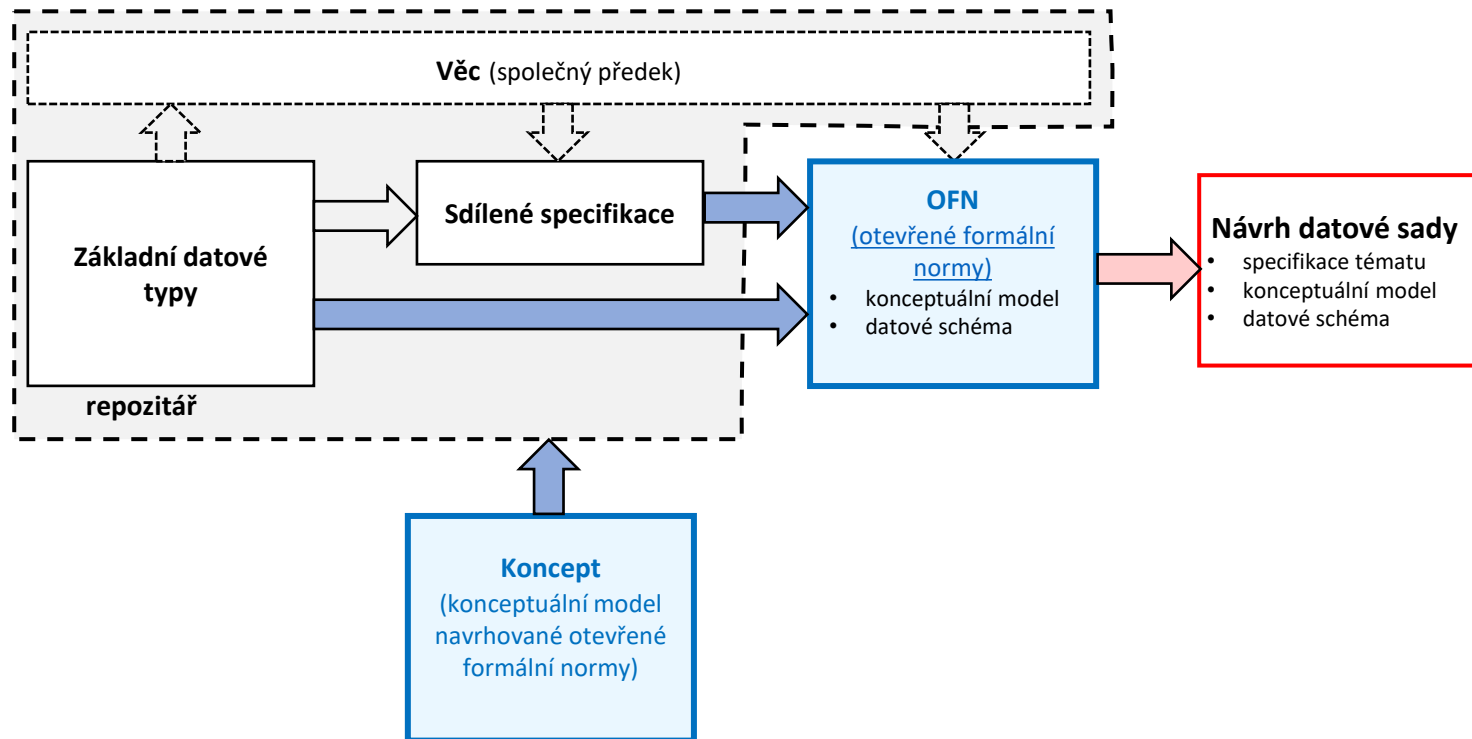 Věc (společný předek)
Základní datové
typy
Sdílené specifikace
OFN
(otevřené formální
normy)
• konceptuální model
• datové schéma
Návrh datové sady
• specifikace tématu
• konceptuální model
• datové schéma
repozitář
Koncept
(konceptuální model
navrhované otevřené
formální normy)